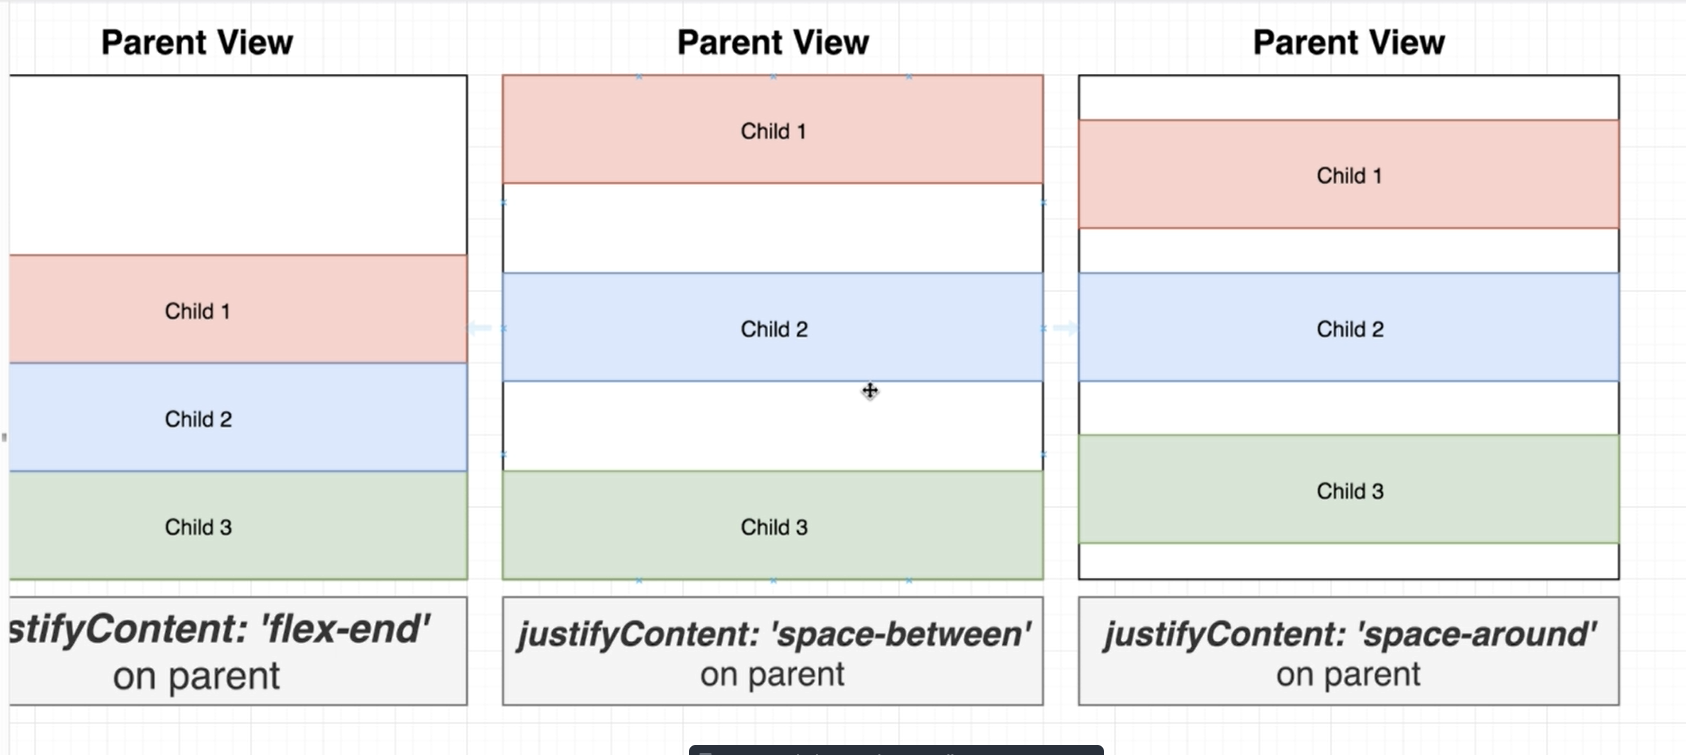 Parent View
Child 1
Child 2
Child 3
stifyContent: 'flex-end'
on parent
Parent View
Child 1
Child 2
Child 3
justifyContent: 'space-between'
on parent
Parent View
Child 1
Child 2
Child 3
justifyContent: 'space-around'
on parent